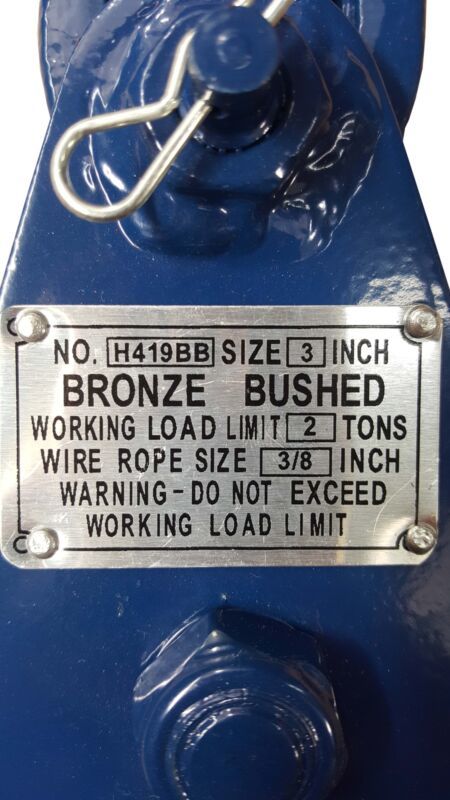 NO. H419BB SIZE 3 INCH
BRONZE BUSHED
WORKING LOAD LIMIT 2 TONS
WIRE ROPE SIZE 3/8 INCH
WARNING - DO NOT EXCEED
WORKING LOAD LIMIT